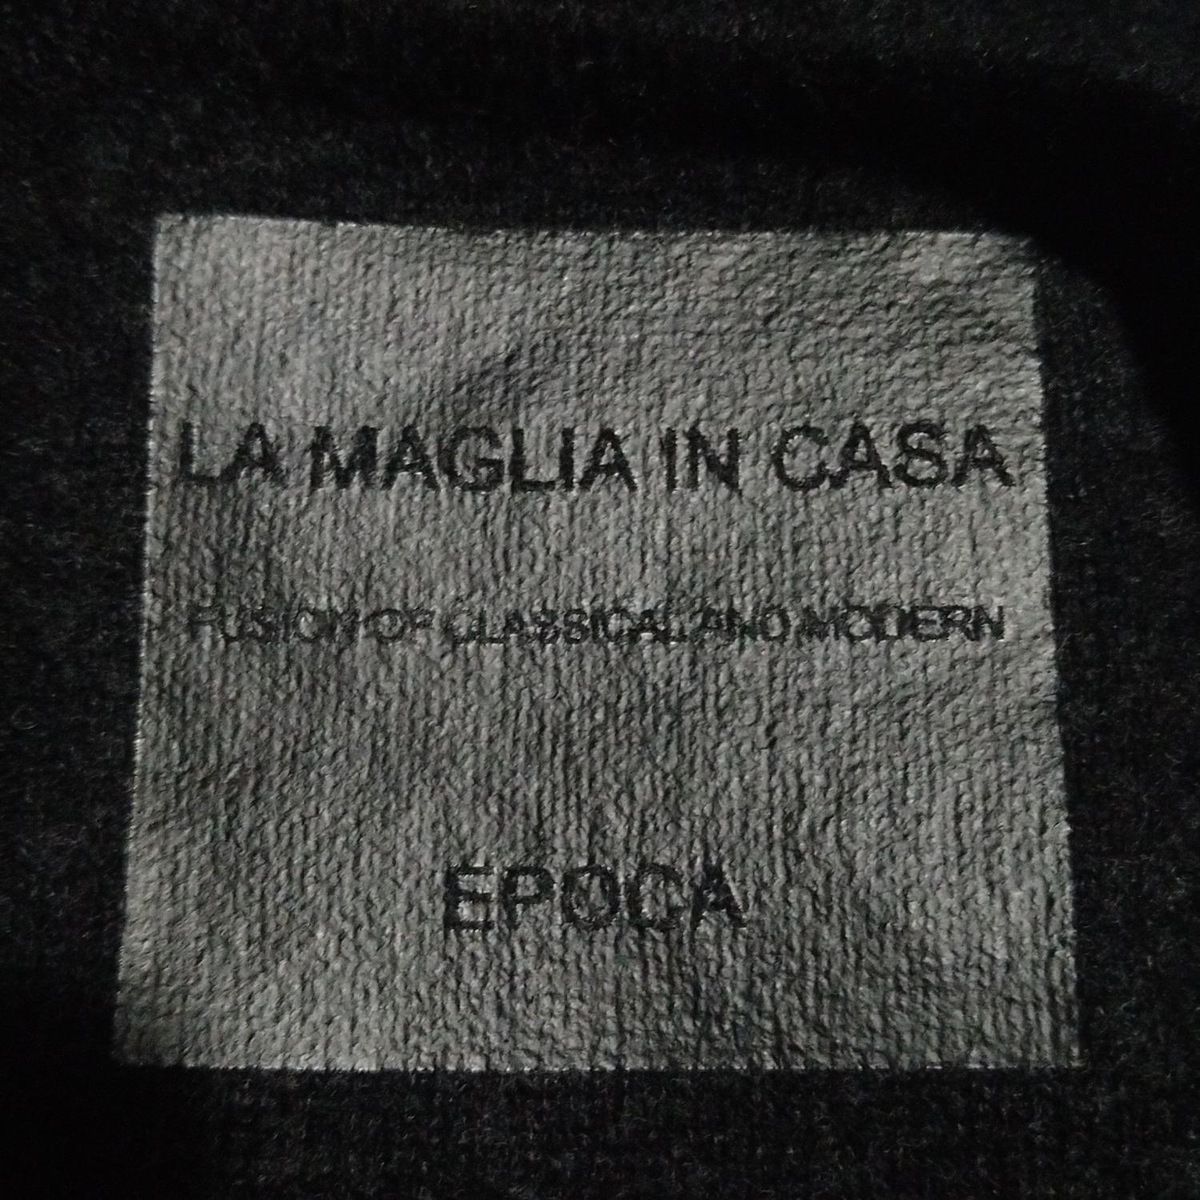 LA MAGLIA IN CASA
FUSION OF CLASSICAL AND MODERN
EPOCA